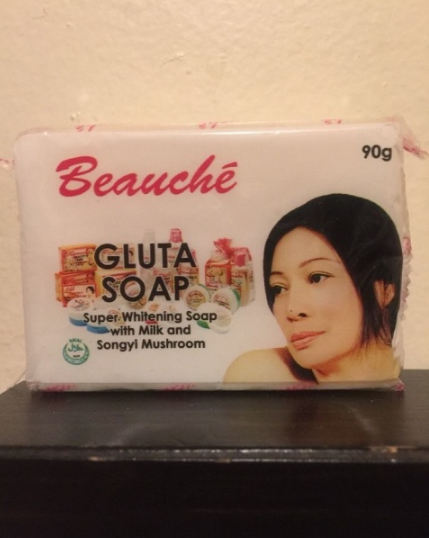 90g
Beauché
GLUTA
SOAP
Super Whitening Soap
with Milk and
Songyi Mushroom